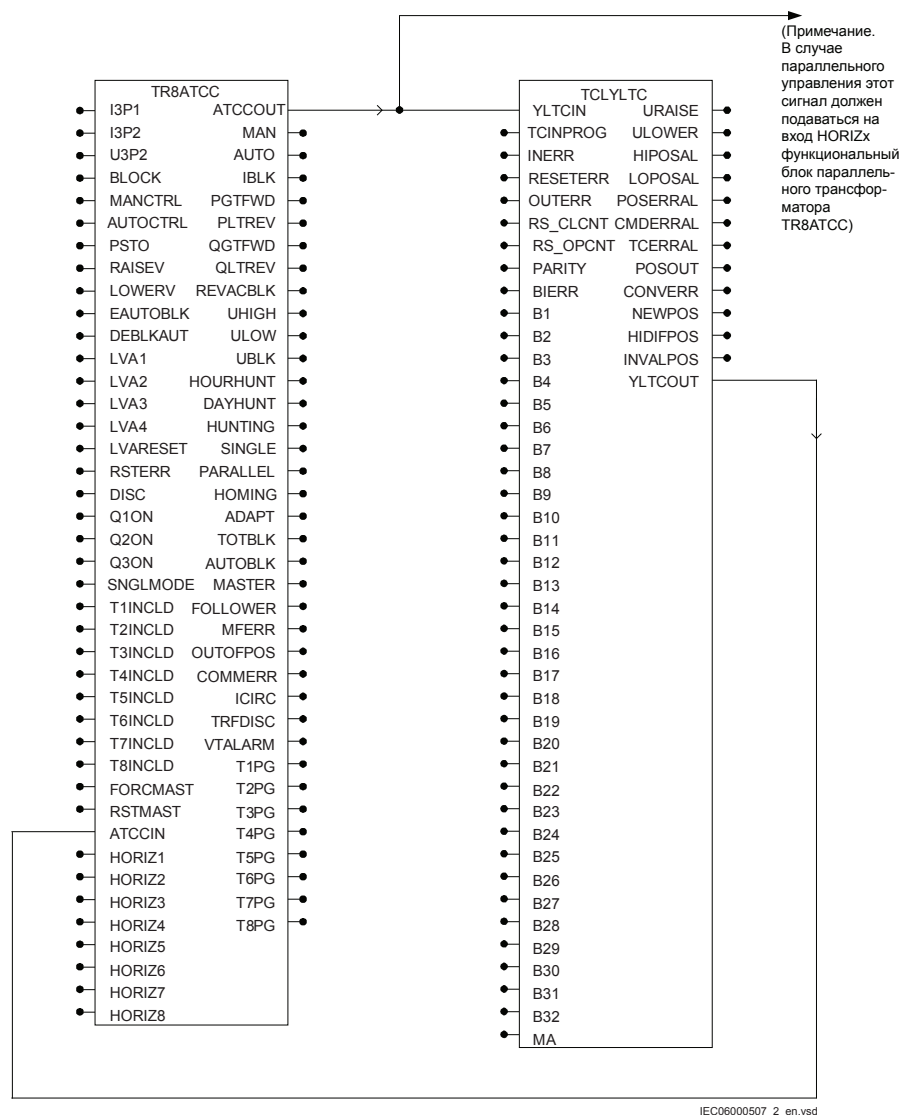 (Примечание.
В случае
параллельного
управления этот
сигнал должен
подаваться на
вход HORIZx
функциональный
блок параллель-
ного трансфор-
матора
TR8ATCC)
TR8ATCC
I3P1 ATCCOUT
I3P2 MAN
U3P2 AUTO
BLOCK IBLK
MANCTRL PGTFWD
AUTOCTRL PLTREV
PSTO QGTFWD
RAISEV QLTREV
LOWERV REVACBLK
EAUTOBLK UHIGH
DEBLKAUT ULOW
LVA1 UBLK
LVA2 HOURHUNT
LVA3 DAYHUNT
LVA4 HUNTING
LVARESET SINGLE
RSTERR PARALLEL
DISC HOMING
Q1ON ADAPT
Q2ON TOTBLK
Q3ON AUTOBLK
SNGLMODE MASTER
T1INCLD FOLLOWER
T2INCLD MFERR
T3INCLD OUTOFPOS
T4INCLD COMMERR
T5INCLD ICIRC
T6INCLD TRFDISC
T7INCLD VTALARM
T8INCLD T1PG
FORCMAST T2PG
RSTMAST T3PG
ATCCIN T4PG
HORIZ1 T5PG
HORIZ2 T6PG
HORIZ3 T7PG
HORIZ4 T8PG
HORIZ5
HORIZ6
HORIZ7
HORIZ8
TCLYLTC
YLTCIN URAISE
TCINPROG ULOWER
INERR HIPOSAL
RESETERR LOPOSAL
OUTERR POSERRAL
RS_CLCNT CMDERRAL
RS_OPCNT TCERRAL
PARITY POSOUT
BIERR CONVERR
B1 NEWPOS
B2 HIDIFPOS
B3 INVALPOS
B4 YLTCOUT
B5
B6
B7
B8
B9
B10
B11
B12
B13
B14
B15
B16
B17
B18
B19
B20
B21
B22
B23
B24
B25
B26
B27
B28
B29
B30
B31
B32
MA
IEC06000507_2_en.vsd